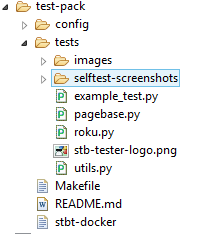 test-pack
config
tests
images
selftest-screenshots
example_test.py
pagebase.py
roku.py
stb-tester-logo.png
utils.py
Makefile
README.md
stbt-docker